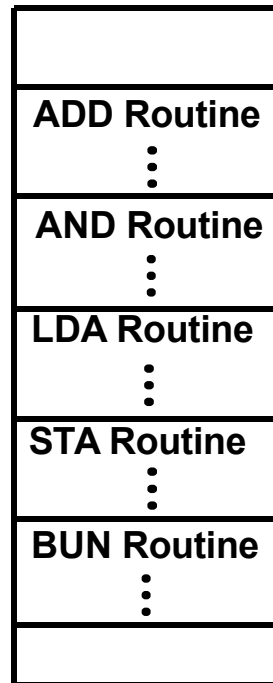 ADD Routine
AND Routine
LDA Routine
STA Routine
BUN Routine